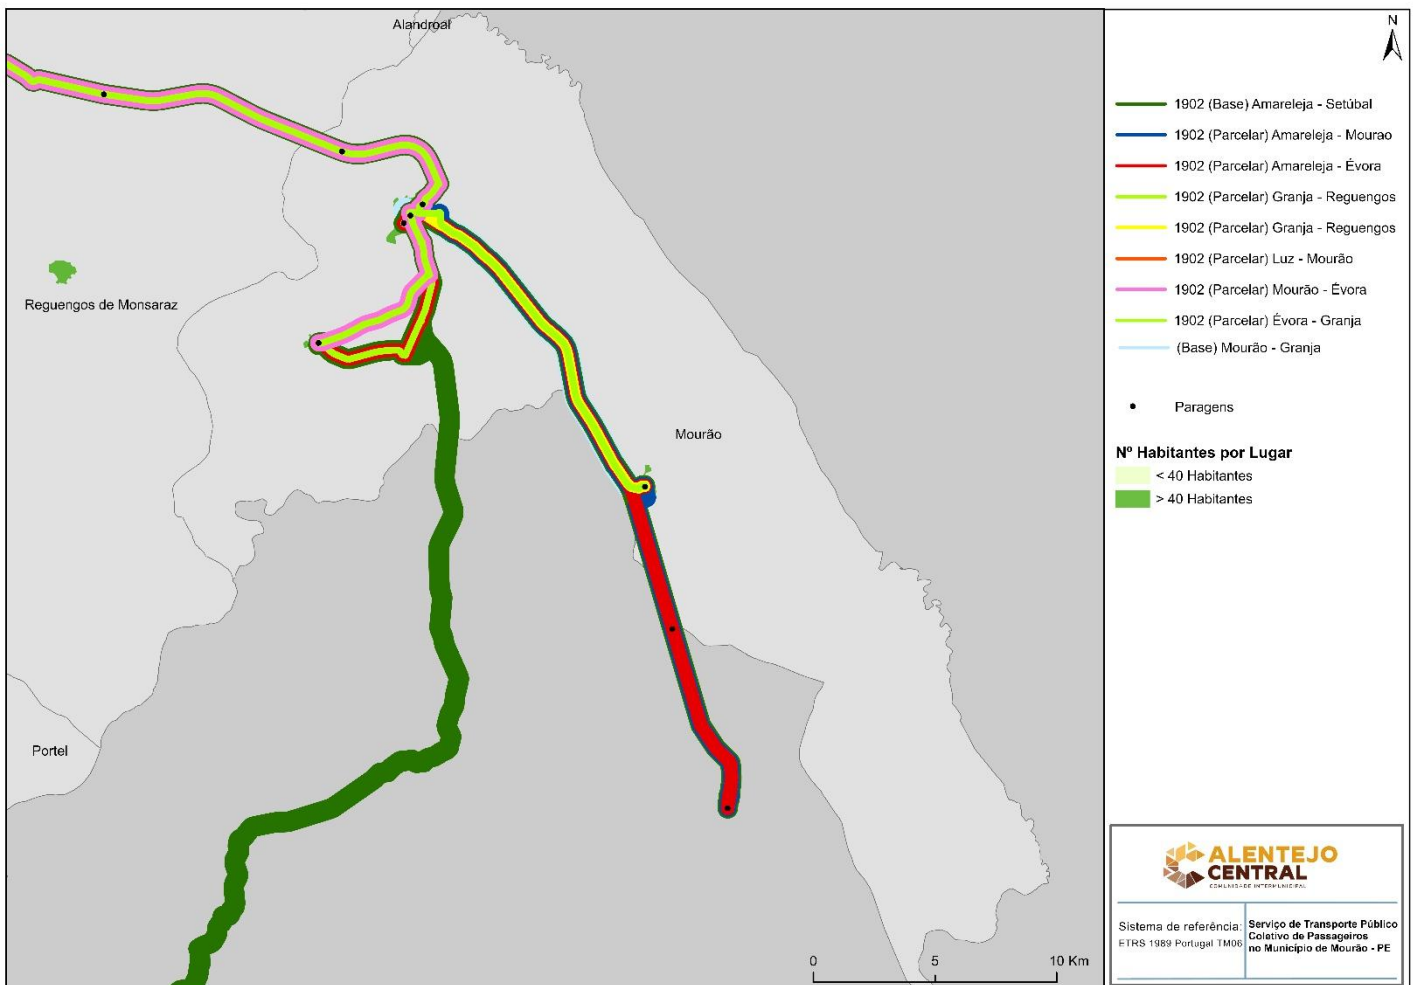 Alandroal
Reguengos de Monsaraz
Mourão
Portel
0 5 10 Km
N
1902 (Base) Amareleja - Setúbal
1902 (Parcelar) Amareleja - Mourao
1902 (Parcelar) Amareleja - Évora
1902 (Parcelar) Granja - Reguengos
1902 (Parcelar) Granja - Reguengos
1902 (Parcelar) Luz - Mourão
1902 (Parcelar) Mourão - Évora
1902 (Parcelar) Évora - Granja
(Base) Mourão - Granja
Paragens
Nº Habitantes por Lugar
< 40 Habitantes
> 40 Habitantes
ALENTEJO
CENTRAL
COMUNIDADE INTERMUNICIPAL
Sistema de referência:
ETRS 1989 Portugal TM06
Serviço de Transporte Público
Coletivo de Passageiros
no Município de Mourão - PE